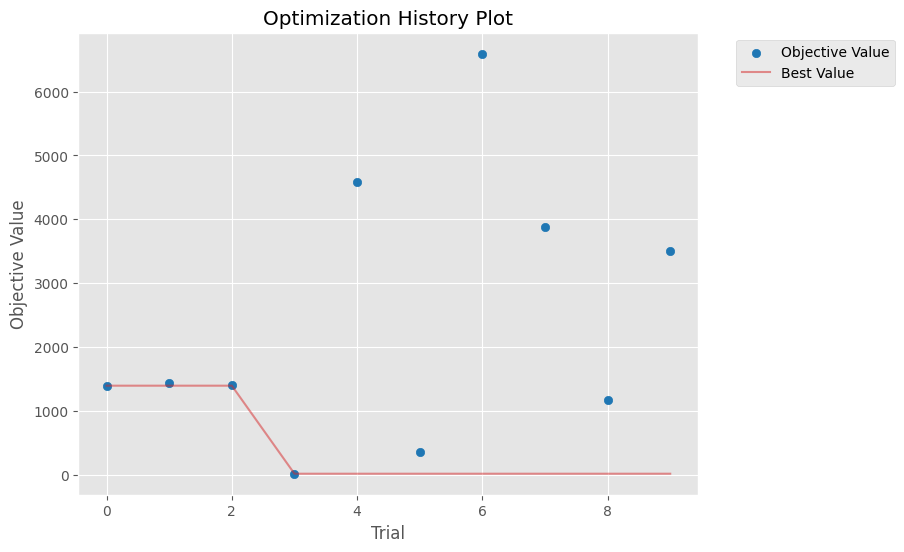 Optimization History Plot
Objective Value
Best Value
Objective Value
6000
5000
4000
3000
2000
1000
0
0 2 4 6 8
Trial